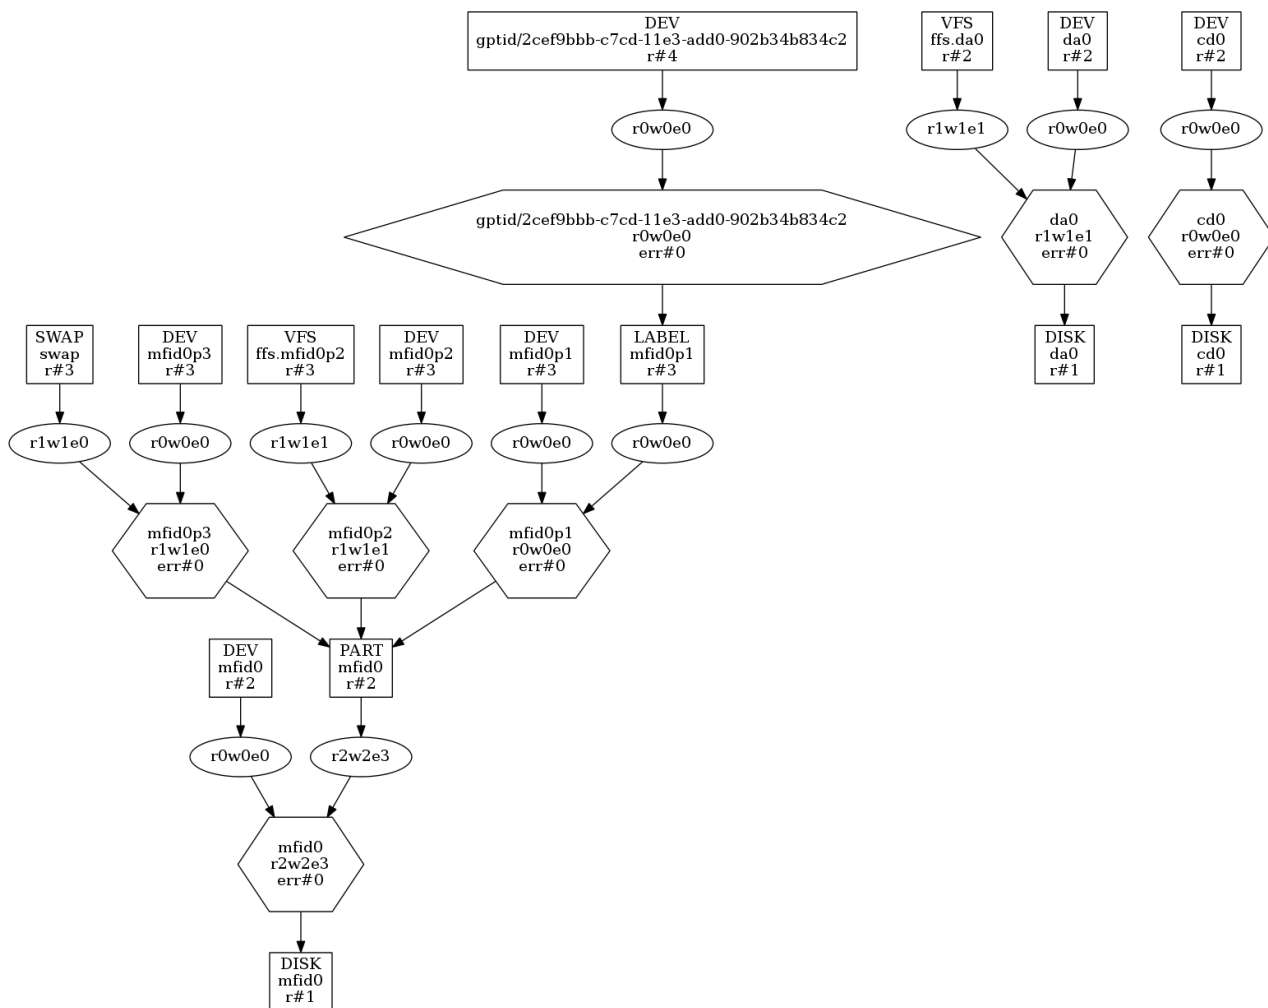 DEV
gptid/2cef9bbb-c7cd-11e3-add0-902b34b834c2
r#4
VFS
ffs.da0
r#2
DEV
da0
r#2
DEV
cd0
r#2
r0w0e0
r1w1e1
r0w0e0
r0w0e0
gptid/2cef9bbb-c7cd-11e3-add0-902b34b834c2
r0w0e0
err#0
da0
r1w1e1
err#0
cd0
r0w0e0
err#0
SWAP
swap
r#3
DEV
mfid0p3
r#3
VFS
ffs.mfid0p2
r#3
DEV
mfid0p2
r#3
DEV
mfid0p1
r#3
LABEL
mfid0p1
r#3
DISK
da0
r#1
DISK
cd0
r#1
r1w1e0
r0w0e0
r1w1e1
r0w0e0
r0w0e0
r0w0e0
mfid0p3
r1w1e0
err#0
mfid0p2
r1w1e1
err#0
mfid0p1
r0w0e0
err#0
DEV
mfid0
r#2
PART
mfid0
r#2
r0w0e0
r2w2e3
mfid0
r2w2e3
err#0
DISK
mfid0
r#1